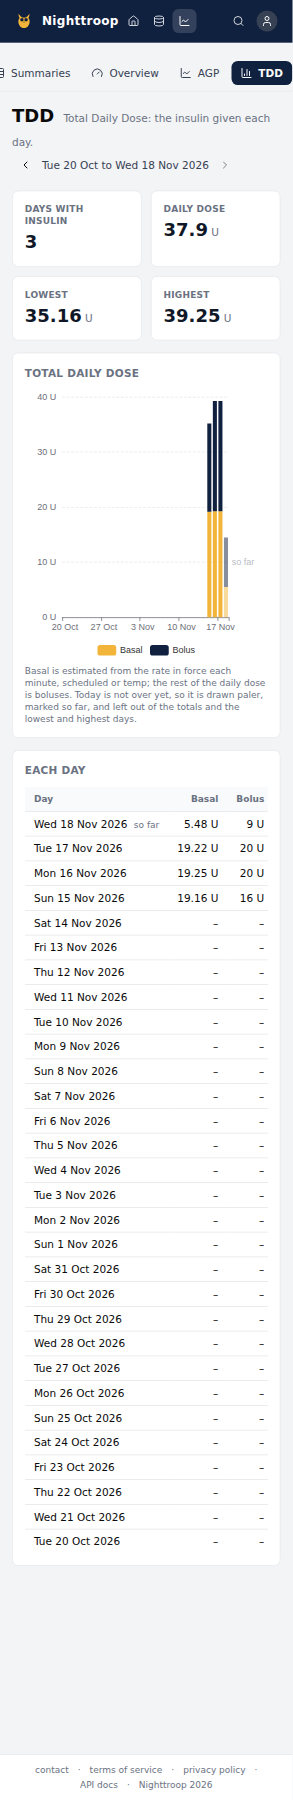 Nighttroop
Summaries Overview AGP TDD
TDD Total Daily Dose: the insulin given each
day.
Tue 20 Oct to Wed 18 Nov 2026
DAYS WITH
INSULIN
3
DAILY DOSE
37.9 U
LOWEST
35.16 U
HIGHEST
39.25 U
TOTAL DAILY DOSE
40 U
30 U
20 U
10 U
so far
0 U
20 Oct 27 Oct 3 Nov 10 Nov 17 Nov
Basal Bolus
Basal is estimated from the rate in force each
minute, scheduled or temp; the rest of the daily dose
is boluses. Today is not over yet, so it is drawn paler,
marked so far, and left out of the totals and the
lowest and highest days.
EACH DAY
Day Basal Bolus
Wed 18 Nov 2026 so far 5.48 U 9 U
Tue 17 Nov 2026 19.22 U 20 U
Mon 16 Nov 2026 19.25 U 20 U
Sun 15 Nov 2026 19.16 U 16 U
Sat 14 Nov 2026 – –
Fri 13 Nov 2026 – –
Thu 12 Nov 2026 – –
Wed 11 Nov 2026 – –
Tue 10 Nov 2026 – –
Mon 9 Nov 2026 – –
Sun 8 Nov 2026 – –
Sat 7 Nov 2026 – –
Fri 6 Nov 2026 – –
Thu 5 Nov 2026 – –
Wed 4 Nov 2026 – –
Tue 3 Nov 2026 – –
Mon 2 Nov 2026 – –
Sun 1 Nov 2026 – –
Sat 31 Oct 2026 – –
Fri 30 Oct 2026 – –
Thu 29 Oct 2026 – –
Wed 28 Oct 2026 – –
Tue 27 Oct 2026 – –
Mon 26 Oct 2026 – –
Sun 25 Oct 2026 – –
Sat 24 Oct 2026 – –
Fri 23 Oct 2026 – –
Thu 22 Oct 2026 – –
Wed 21 Oct 2026 – –
Tue 20 Oct 2026 – –
contact · terms of service · privacy policy ·
API docs · Nighttroop 2026